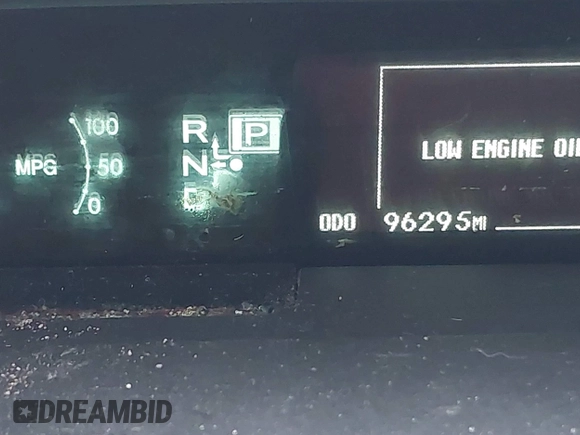 100
MPG 50
0
R P
N
D
LOW ENGINE OI
ODO 96295MI
DREAMBID